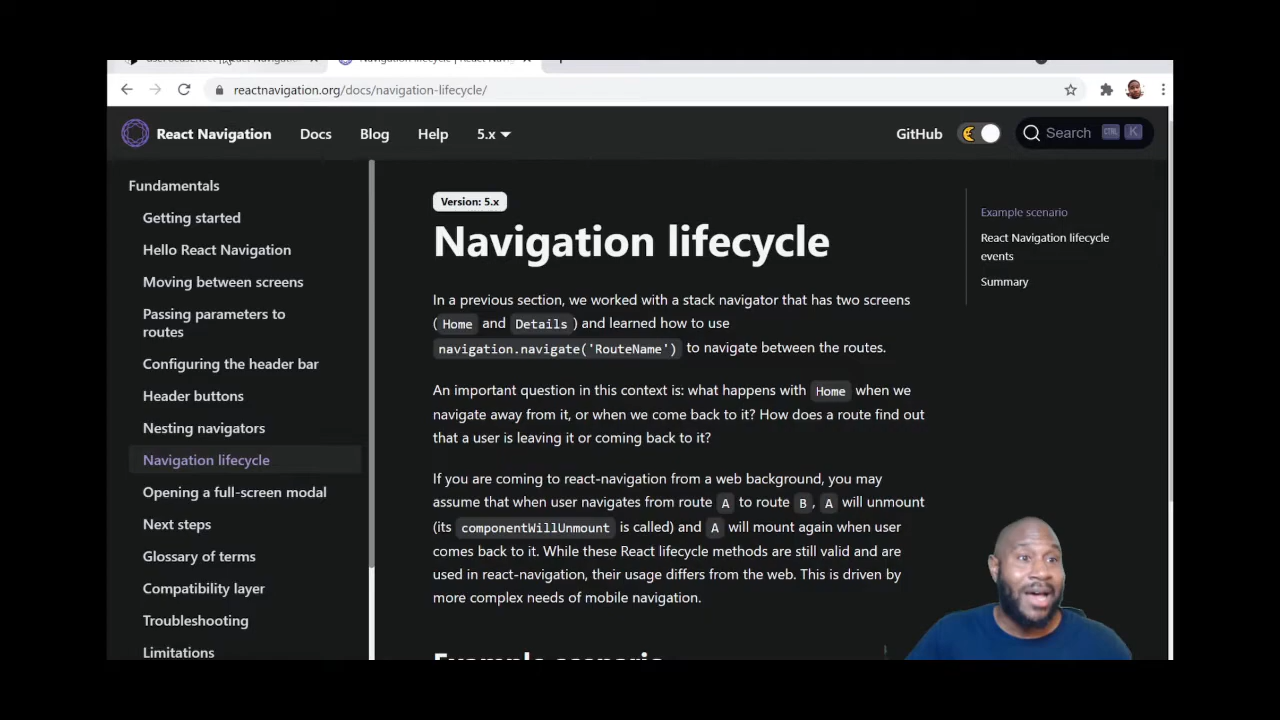 reactnavigation.org/docs/navigation-lifecycle/
React Navigation Docs Blog Help 5.x GitHub Search CTRL K
Fundamentals
Getting started
Hello React Navigation
Moving between screens
Passing parameters to
routes
Configuring the header bar
Header buttons
Nesting navigators
Navigation lifecycle
Opening a full-screen modal
Next steps
Glossary of terms
Compatibility layer
Troubleshooting
Limitations
Version: 5.x
Navigation lifecycle
In a previous section, we worked with a stack navigator that has two screens
( Home and Details ) and learned how to use
navigation.navigate('RouteName') to navigate between the routes.
An important question in this context is: what happens with Home when we
navigate away from it, or when we come back to it? How does a route find out
that a user is leaving it or coming back to it?
If you are coming to react-navigation from a web background, you may
assume that when user navigates from route A to route B, A will unmount
(its componentWillUnmount is called) and A will mount again when user
comes back to it. While these React lifecycle methods are still valid and are
used in react-navigation, their usage differs from the web. This is driven by
more complex needs of mobile navigation.
Example scenario
Example scenario
React Navigation lifecycle
events
Summary